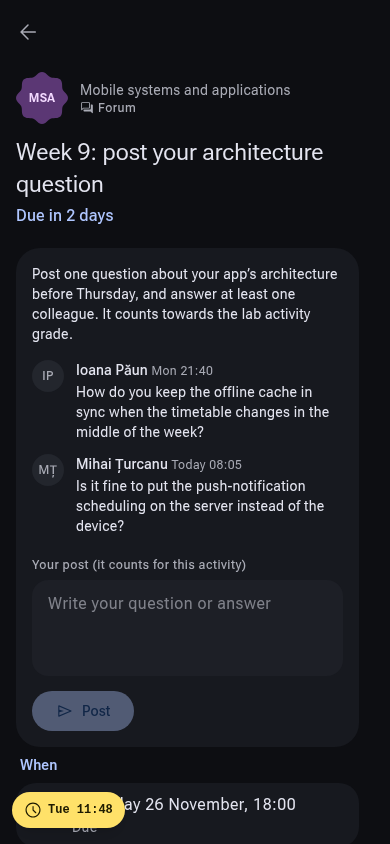 MSA
Mobile systems and applications
Forum
Week 9: post your architecture
question
Due in 2 days
Post one question about your app's architecture
before Thursday, and answer at least one
colleague. It counts towards the lab activity
grade.
IP
Ioana Păun Mon 21:40
How do you keep the offline cache in
sync when the timetable changes in the
middle of the week?
MȚ
Mihai Țurcanu Today 08:05
Is it fine to put the push-notification
scheduling on the server instead of the
device?
Your post (it counts for this activity)
Write your question or answer
Post
When
26 November, 18:00
Tue 11:48
Due